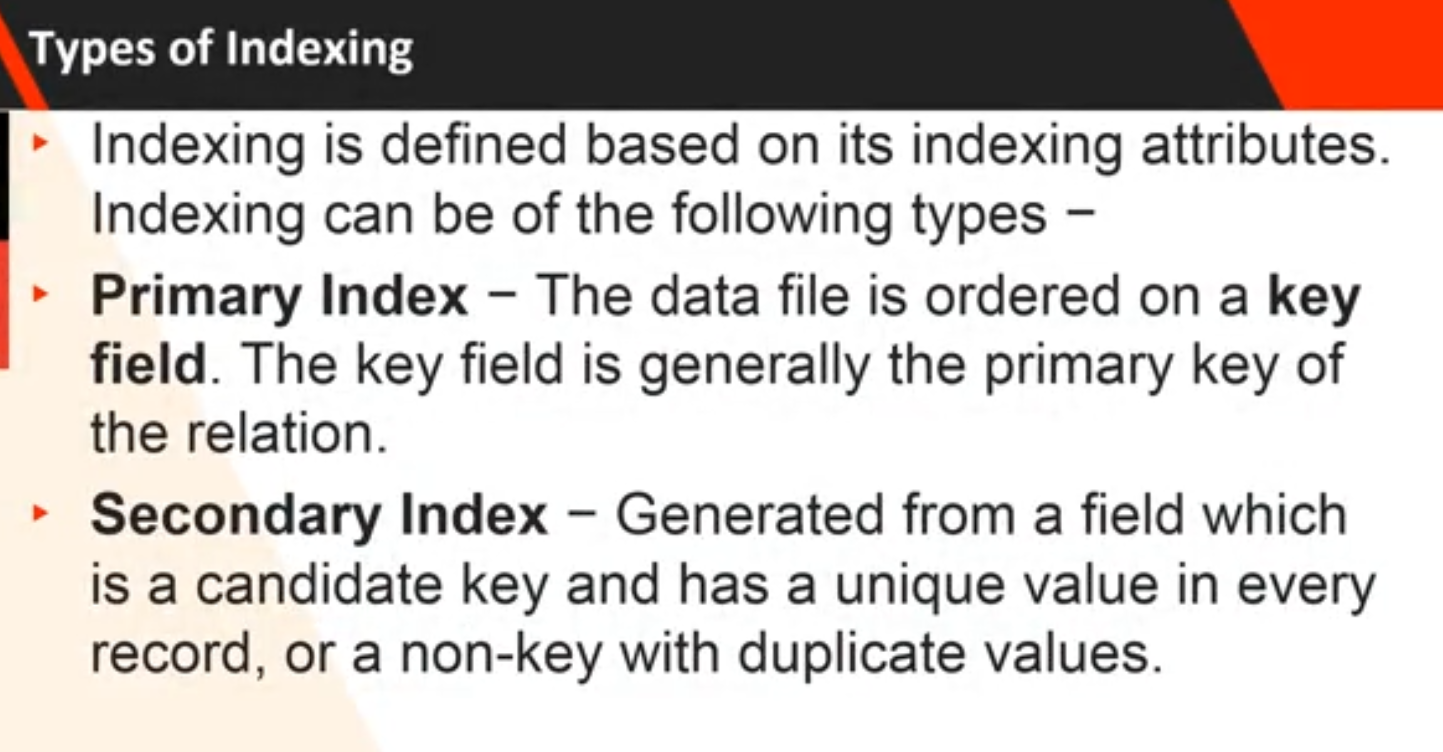 Types of Indexing
Indexing is defined based on its indexing attributes.
Indexing can be of the following types −
Primary Index − The data file is ordered on a key
field. The key field is generally the primary key of
the relation.
Secondary Index − Generated from a field which
is a candidate key and has a unique value in every
record, or a non-key with duplicate values.